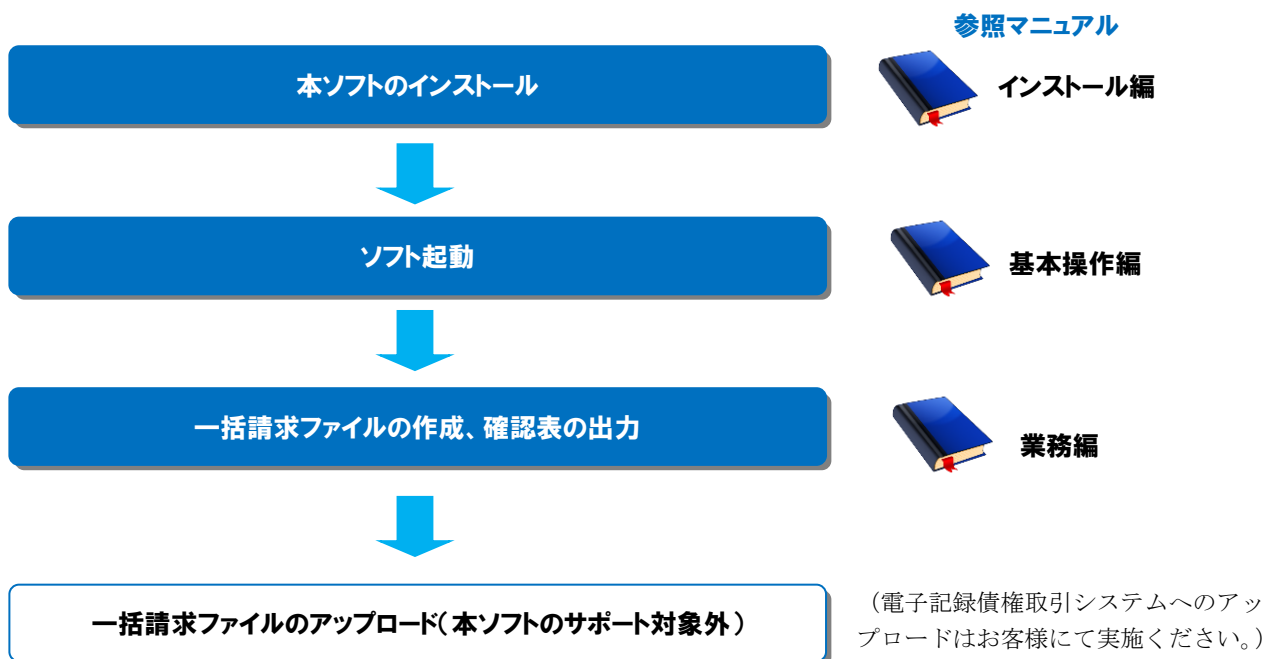 参照マニュアル
本ソフトのインストール
インストール編
ソフト起動
基本操作編
一括請求ファイルの作成、確認表の出力
業務編
一括請求ファイルのアップロード(本ソフトのサポート対象外)
（電子記録債権取引システムへのアッ
プロードはお客様にて実施ください。）